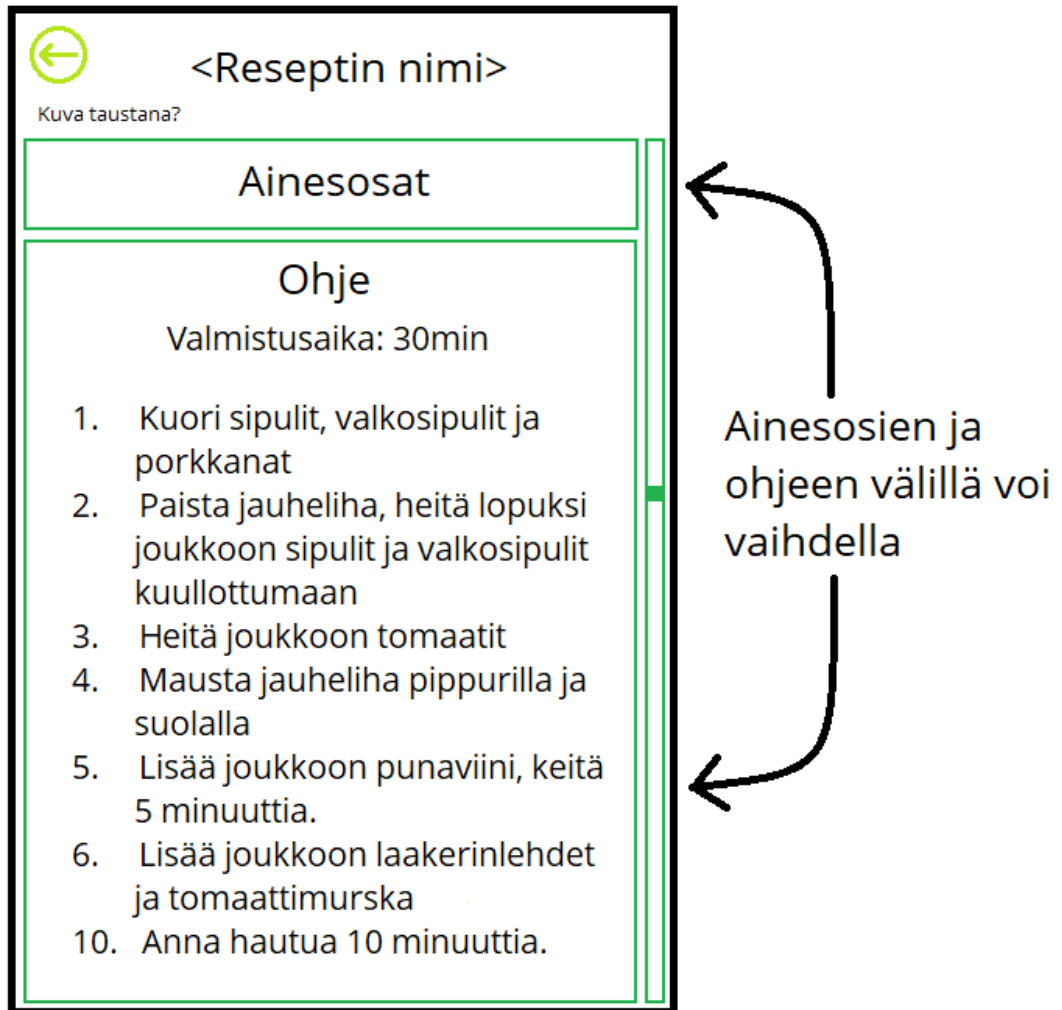 <Reseptin nimi>
Kuva taustana?
Ainesosat
Ohje
Valmistusaika: 30min
1. Kuori sipulit, valkosipulit ja
porkkanat
2. Paista jauheliha, heitä lopuksi
joukkoon sipulit ja valkosipulit
kuullottumaan
3. Heitä joukkoon tomaatit
4. Mausta jauheliha pippurilla ja
suolalla
5. Lisää joukkoon punaviini, keitä
5 minuuttia.
6. Lisää joukkoon laakerinlehdet
ja tomaattimurska
10. Anna hautua 10 minuuttia.
Ainesosien ja
ohjeen välillä voi
vaihdella